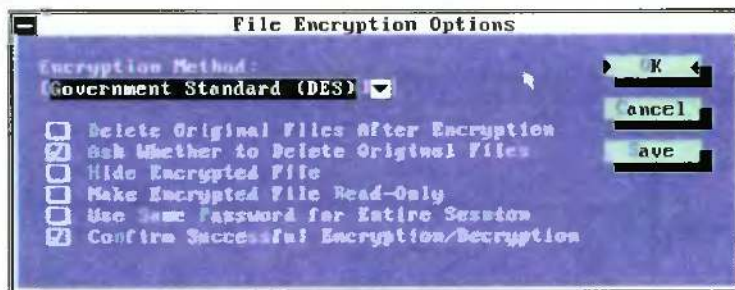 File Encryption Options
Encryption Method:
Government Standard (DES)
OK
Cancel
Save
Delete Original Files After Encryption
Ask Whether to Delete Original Files
Hide Encrypted File
Make Encrypted File Read-Only
Use Same Password for Entire Session
Confirm Successful Encryption/Decryption